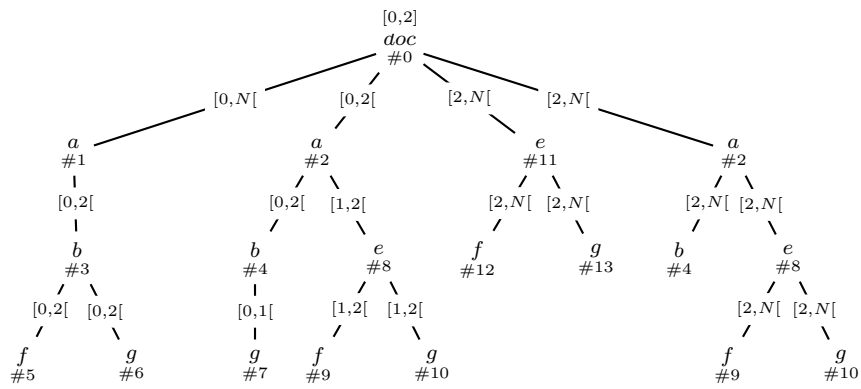 [0,2]
doc
#0
[0,N[ [0,2[ [2,N[ [2,N[
a a e a
#1 #2 #11 #2
[0,2[ [0,2[ [1,2[ [2,N[ [2,N[ [2,N[ [2,N[
b b e f g b e
#3 #4 #8 #12 #13 #4 #8
[0,2[ [0,2[ [0,1[ [1,2[ [1,2[ [2,N[ [2,N[
f g g f g f g
#5 #6 #7 #9 #10 #9 #10